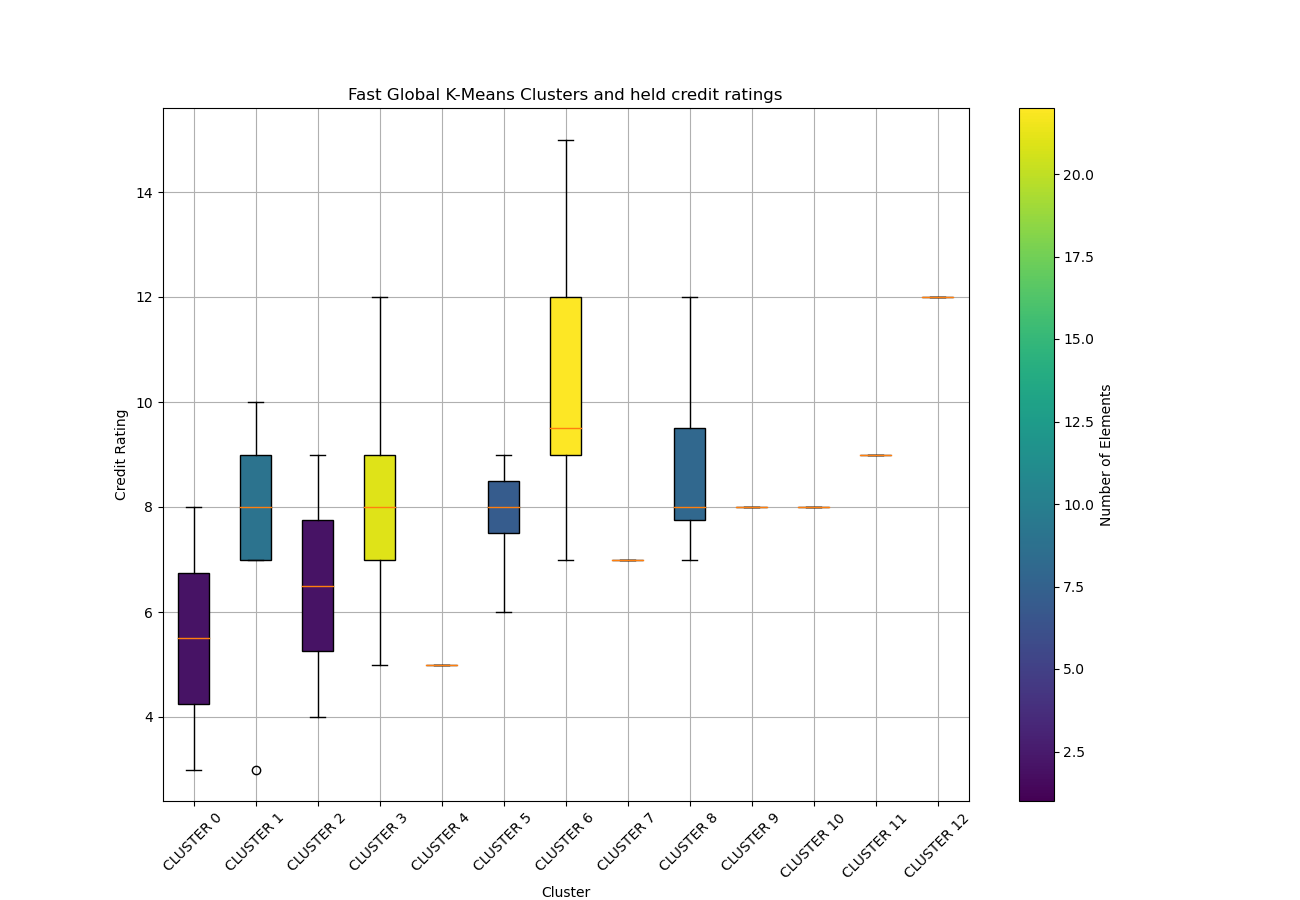 Fast Global K-Means Clusters and held credit ratings
Credit Rating
14
12
10
8
6
4
CLUSTER 0
CLUSTER 1
CLUSTER 2
CLUSTER 3
CLUSTER 4
CLUSTER 5
CLUSTER 6
CLUSTER 7
CLUSTER 8
CLUSTER 9
CLUSTER 10
CLUSTER 11
CLUSTER 12
Cluster
20.0
17.5
15.0
12.5
10.0
7.5
5.0
2.5
Number of Elements